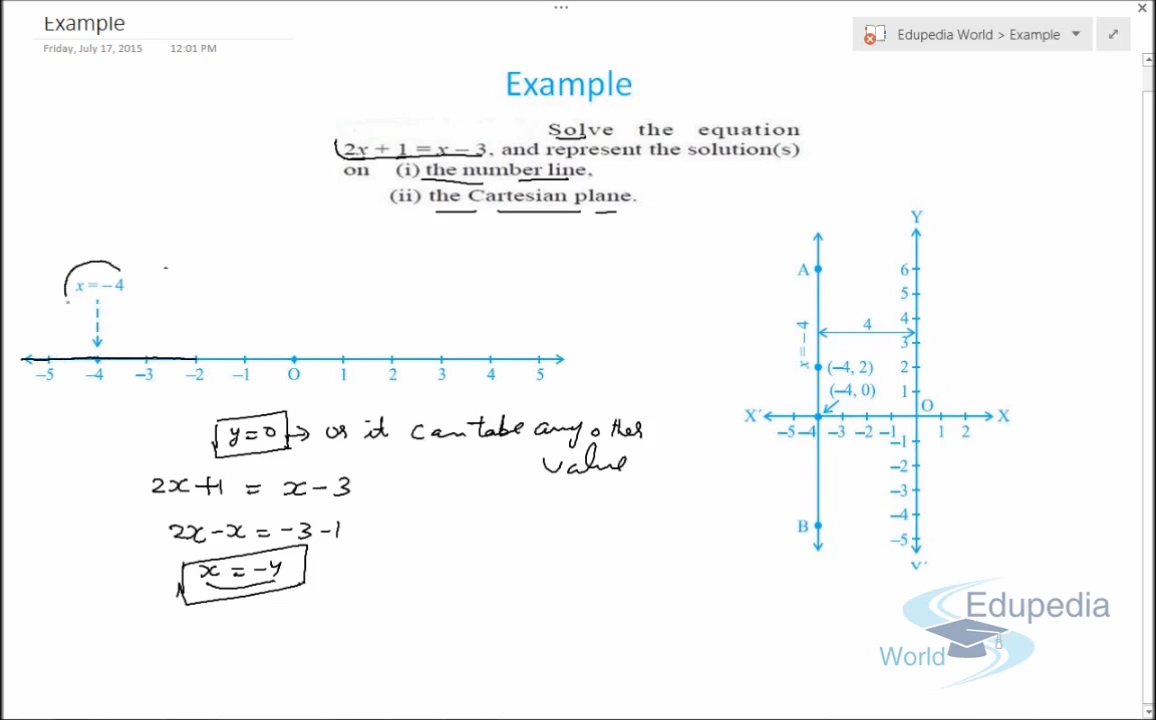 Example
Friday, July 17, 2015 12:01 PM
Edupedia World > Example
Example
Solve the equation
2x + 1 = x – 3, and represent the solution(s)
on (i) the number line,
(ii) the Cartesian plane.
x = –4
–5 –4 –3 –2 –1 O 1 2 3 4 5
y=0 → or it can take any other
value
2x+1 = x-3
2x-x = -3-1
x = -4
Y
A
6
5
4
4
3
x = –4
(–4, 2)
2
(–4, 0)
1
O
X′ X
–5 –4 –3 –2 –1 1 2
–1
–2
–3
–4
B
–5
Y′
Edupedia
World